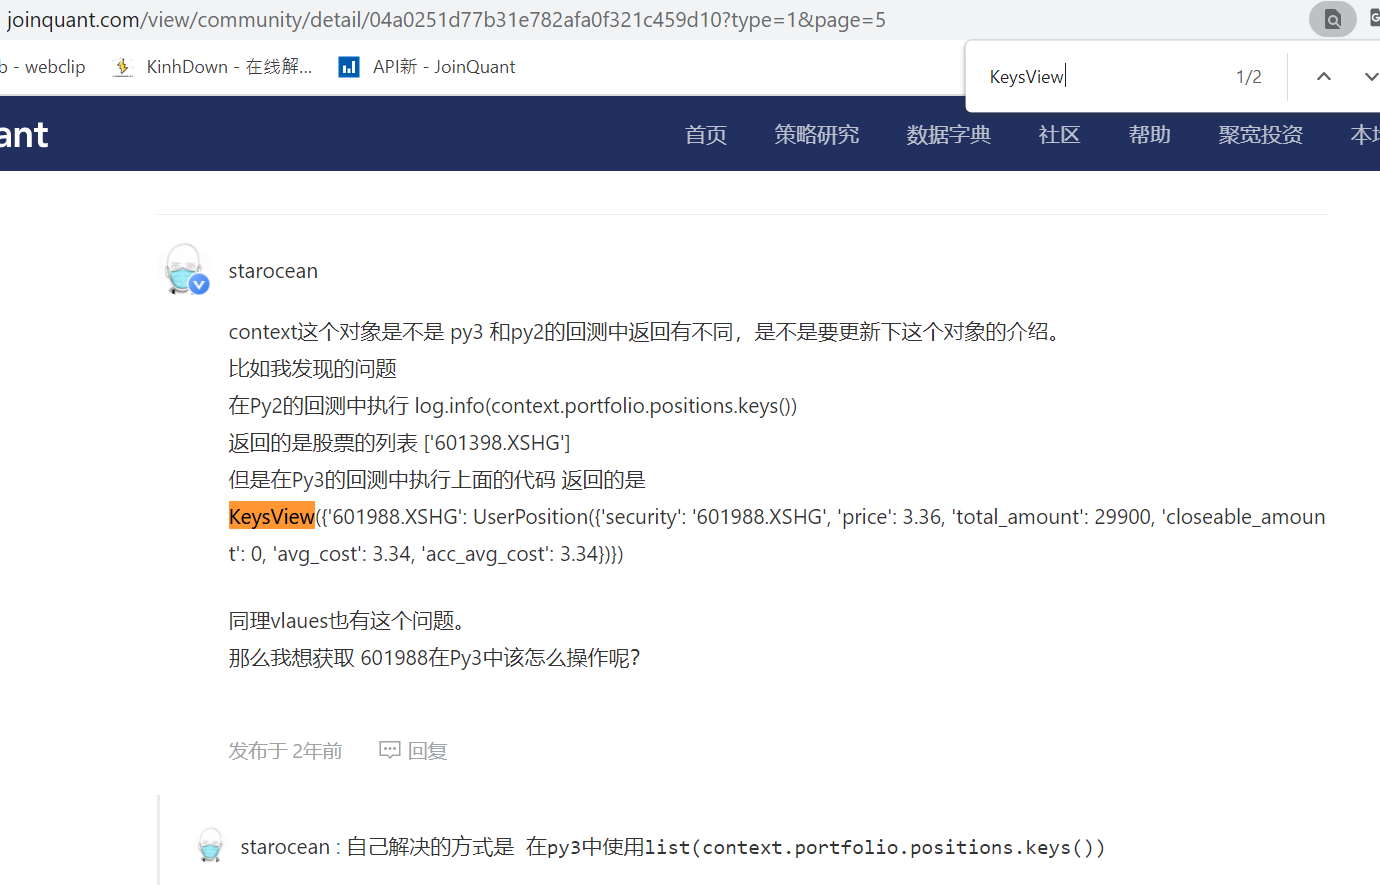 joinquant.com/view/community/detail/04a0251d77b31e782afa0f321c459d10?type=1&page=5
b - webclip
KinhDown - 在线解...
API新 - JoinQuant
KeysView
1/2
ant
首页
策略研究
数据字典
社区
帮助
聚宽投资
本
starocean
context这个对象是不是 py3 和py2的回测中返回有不同，是不是要更新下这个对象的介绍。
比如我发现的问题
在Py2的回测中执行 log.info(context.portfolio.positions.keys())
返回的是股票的列表 ['601398.XSHG']
但是在Py3的回测中执行上面的代码 返回的是
KeysView({'601988.XSHG': UserPosition({'security': '601988.XSHG', 'price': 3.36, 'total_amount': 29900, 'closeable_amoun
t': 0, 'avg_cost': 3.34, 'acc_avg_cost': 3.34})})
同理vlaues也有这个问题。
那么我想获取 601988在Py3中该怎么操作呢？
发布于 2年前
回复
starocean : 自己解决的方式是 在py3中使用list(context.portfolio.positions.keys())